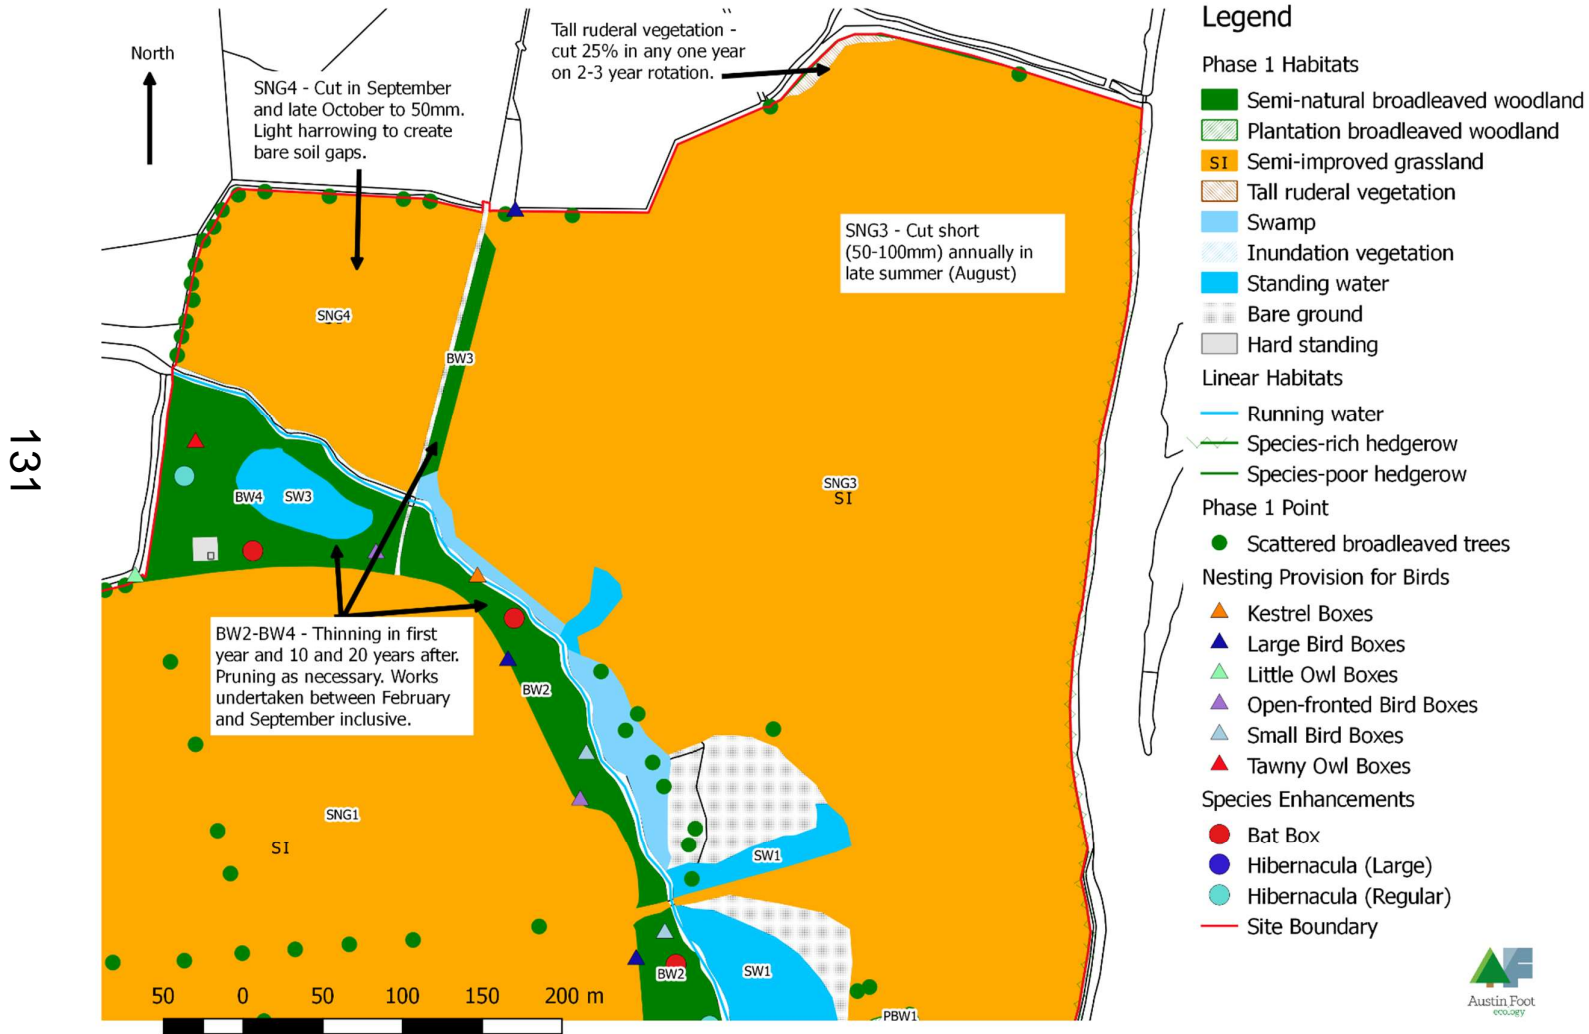 North
SNG4 - Cut in September
and late October to 50mm.
Light harrowing to create
bare soil gaps.
Tall ruderal vegetation -
cut 25% in any one year
on 2-3 year rotation.
SNG3 - Cut short
(50-100mm) annually in
late summer (August)
SNG4
BW3
131
BW4
SW3
SNG3
SI
BW2-BW4 - Thinning in first
year and 10 and 20 years after.
Pruning as necessary. Works
undertaken between February
and September inclusive.
BW2
SNG1
SI
SW1
BW2
SW1
PBW1
50 0 50 100 150 200 m
Legend
Phase 1 Habitats
Semi-natural broadleaved woodland
Plantation broadleaved woodland
SI Semi-improved grassland
Tall ruderal vegetation
Swamp
Inundation vegetation
Standing water
Bare ground
Hard standing
Linear Habitats
Running water
Species-rich hedgerow
Species-poor hedgerow
Phase 1 Point
Scattered broadleaved trees
Nesting Provision for Birds
Kestrel Boxes
Large Bird Boxes
Little Owl Boxes
Open-fronted Bird Boxes
Small Bird Boxes
Tawny Owl Boxes
Species Enhancements
Bat Box
Hibernacula (Large)
Hibernacula (Regular)
Site Boundary
Austin Foot
ecology